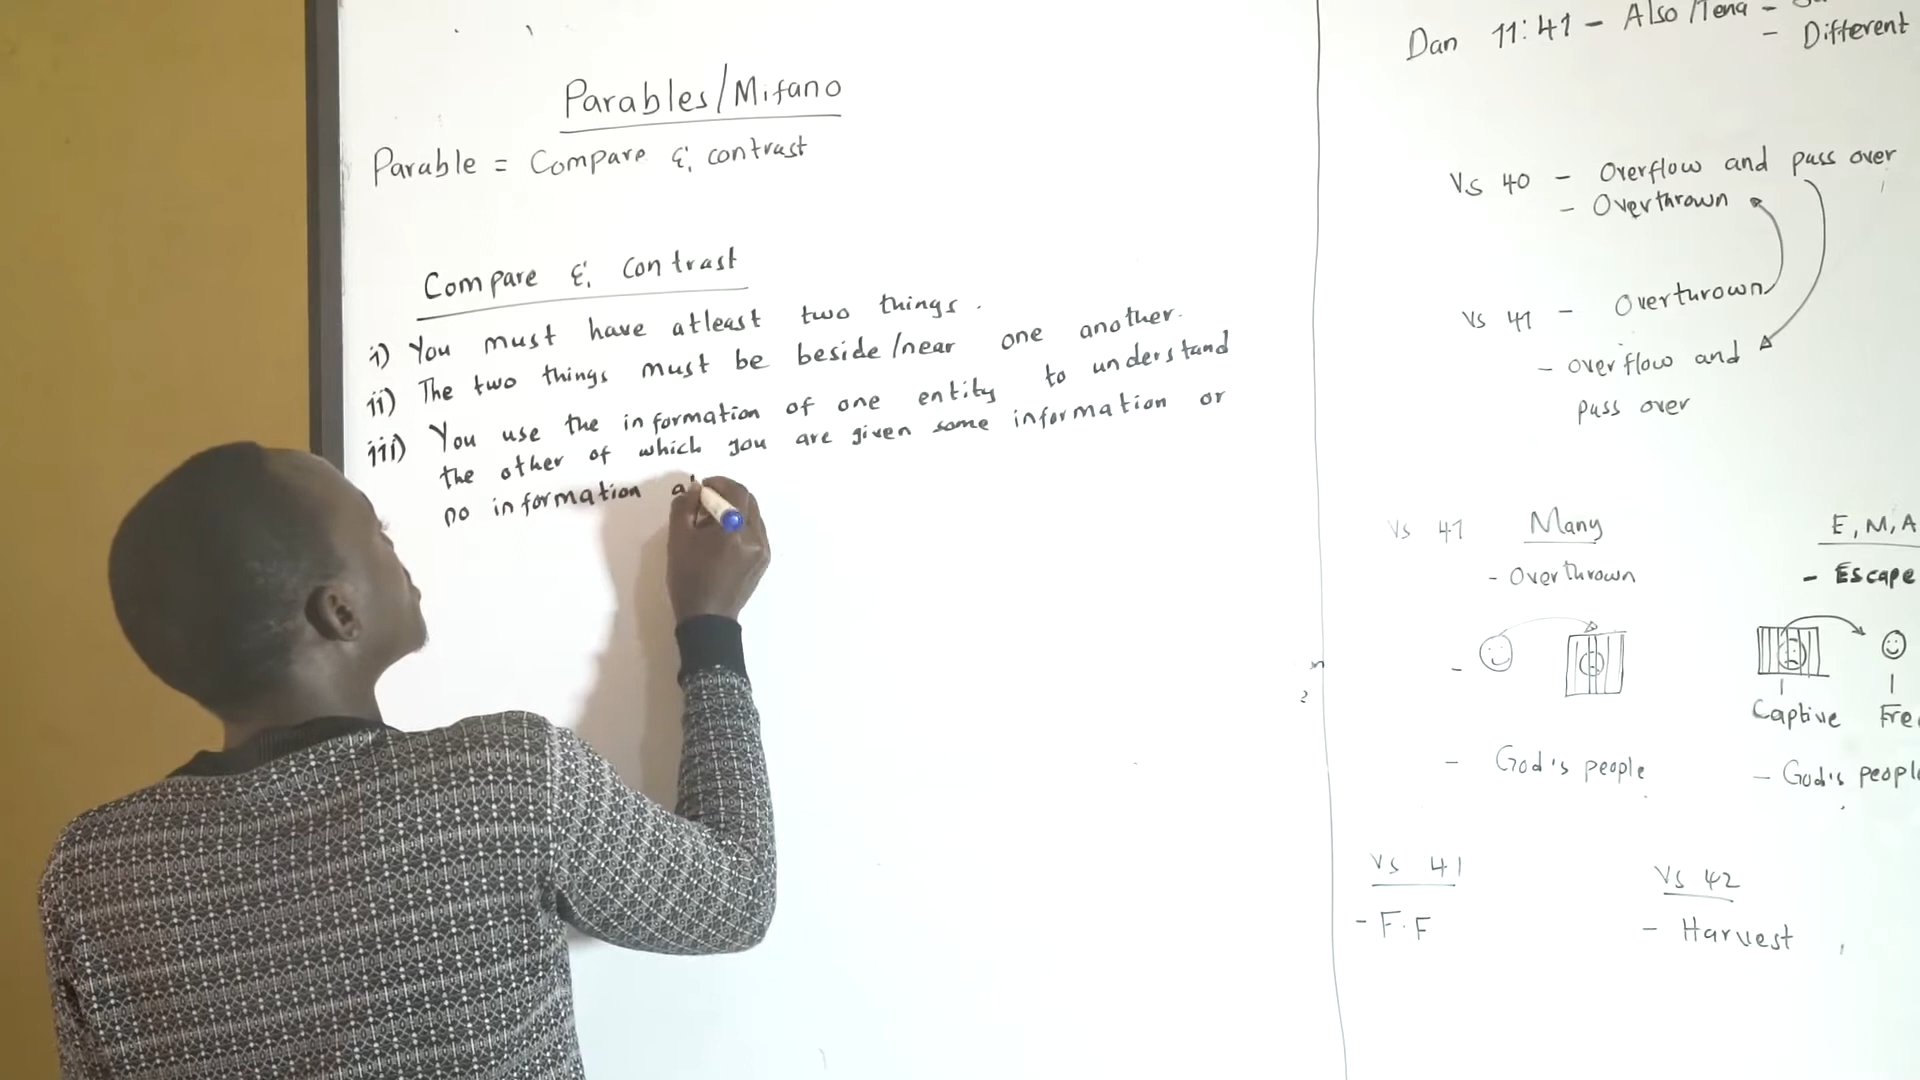 Parables/Mifano
Parable = Compare & contrast
Compare & contrast
i) You must have atleast two things.
ii) The two things must be beside/near one another.
iii) You use the information of one entity to understand
the other of which you are given some information or
no information
Dan 11:41 - Also/Tena -
- Different
Vs 40 - Overflow and pass over
- Overthrown
Vs 41 - Overthrown
- overflow and
pass over
Vs 41 Many
- Overthrown
E, M, A
- Escape
Captive
- God's people
- God's people
Vs 41
- F.F
Vs 42
- Harvest